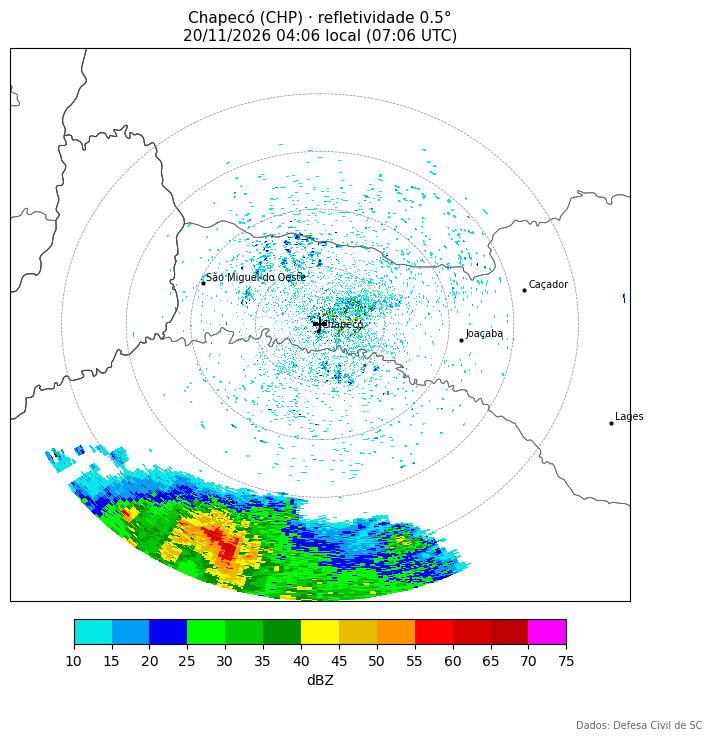 Chapecó (CHP) · refletividade 0.5°
20/11/2026 04:06 local (07:06 UTC)
São Miguel do Oeste
Caçador
Chapecó
Joaçaba
Lages
10 15 20 25 30 35 40 45 50 55 60 65 70 75
dBZ
Dados: Defesa Civil de SC